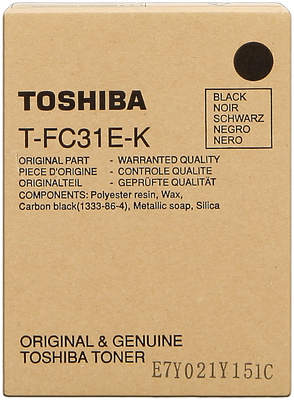 TOSHIBA
BLACK
NOIR
SCHWARZ
NEGRO
NERO
T-FC31E-K
ORIGINAL PART - WARRANTED QUALITY
PIECE D'ORIGINE - CONTROLE QUALITE
ORIGINALTEIL - GEPRÜFTE QUALITÄT
COMPONENTS: Polyester resin, Wax,
Carbon black(1333-86-4), Metallic soap, Silica
ORIGINAL & GENUINE
TOSHIBA TONER
E7Y021Y151C